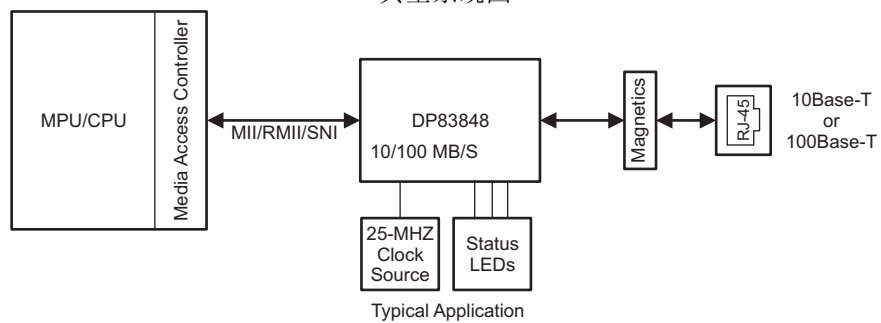 MPU/CPU
Media Access Controller
MII/RMII/SNI
DP83848
10/100 MB/S
Magnetics
RJ-45
10Base-T
or
100Base-T
25-MHZ
Clock
Source
Status
LEDs
Typical Application